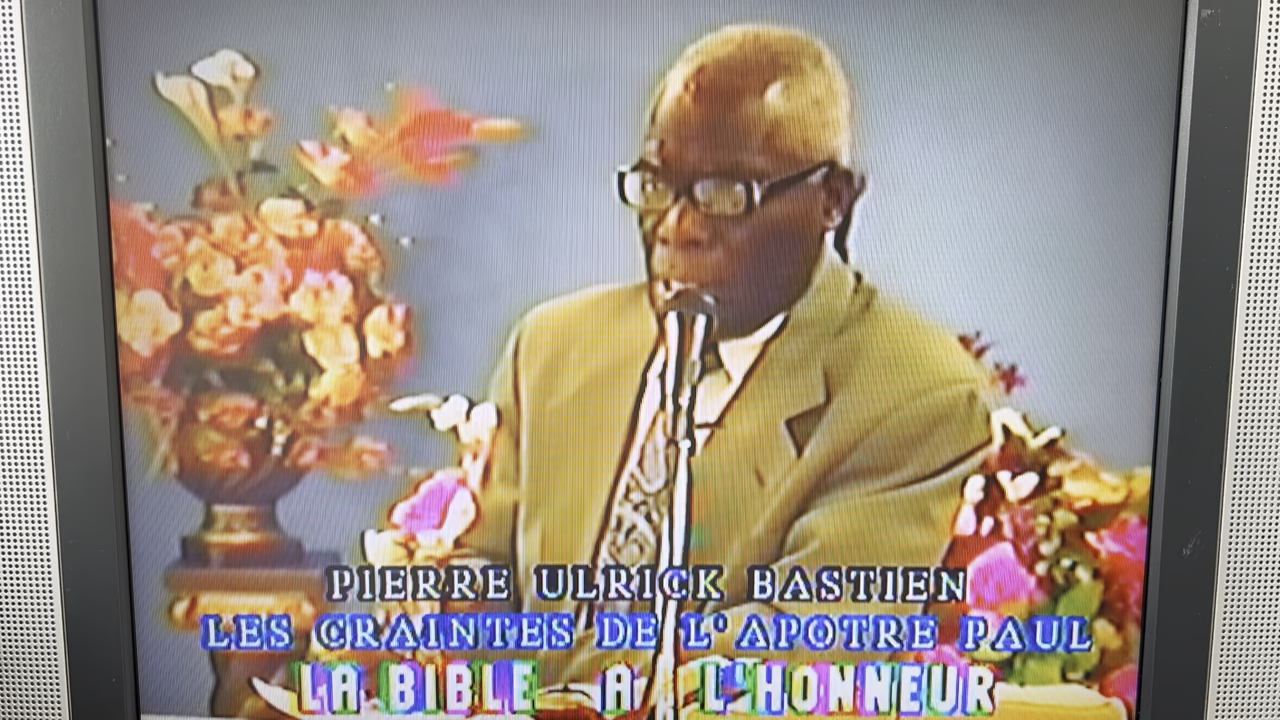 PIERRE ULRICK BASTIEN
LES CRAINTES DE L'APOTRE PAUL
LA BIBLE A L'HONNEUR